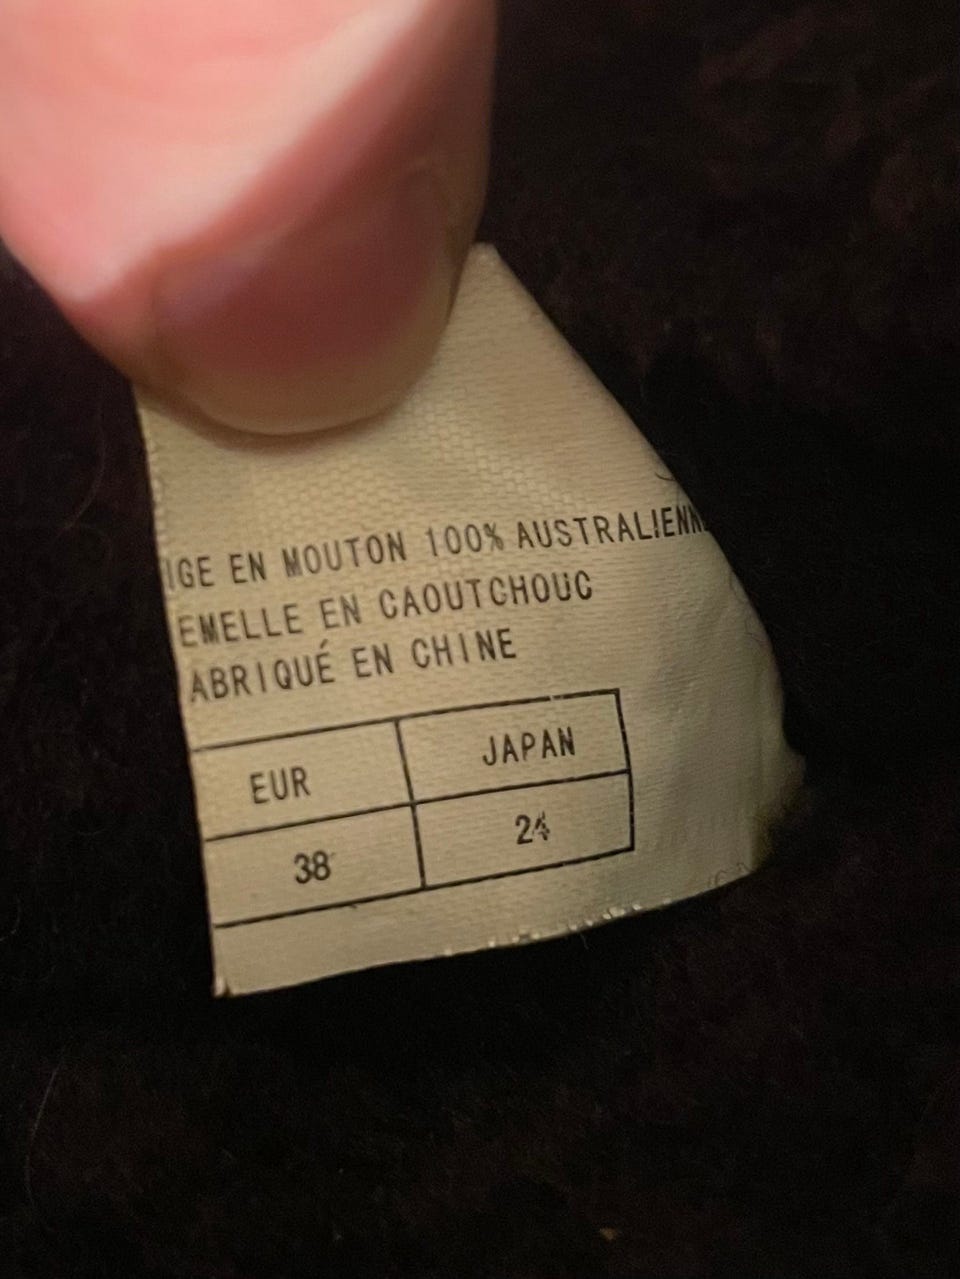 IGE EN MOUTON 100% AUSTRALIENN
EMELLE EN CAOUTCHOUC
ABRIQUÉ EN CHINE
EUR JAPAN
38 24